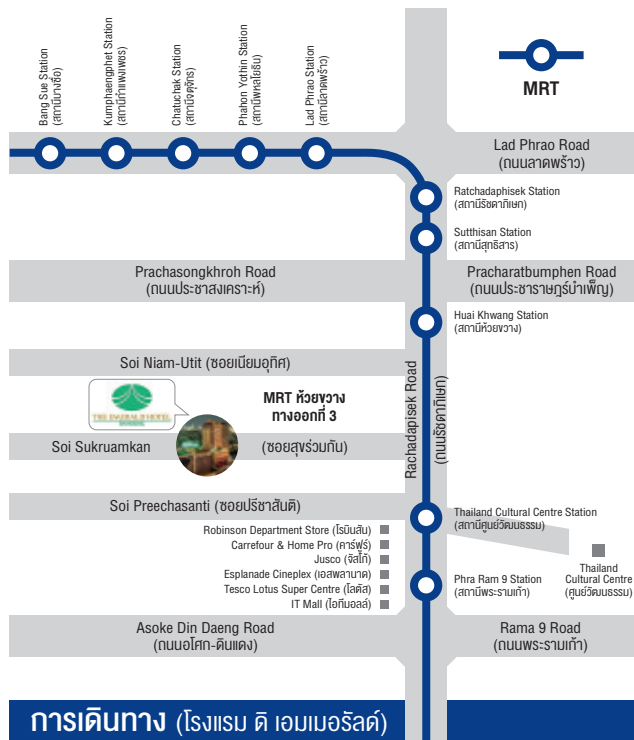 Bang Sue Station
(สถานีบางซื่อ)
Kumphaengphet Station
(สถานีกำแพงเพชร)
Chatuchak Station
(สถานีจตุจักร)
Phahon Yothin Station
(สถานีพหลโยธิน)
Lad Phrao Station
(สถานีลาดพร้าว)
MRT
Lad Phrao Road
(ถนนลาดพร้าว)
Ratchadaphisek Station
(สถานีรัชดาภิเษก)
Sutthisan Station
(สถานีสุทธิสาร)
Prachasongkhroh Road
(ถนนประชาสงเคราะห์)
Pracharatbumphen Road
(ถนนประชาราษฎร์บำเพ็ญ)
Huai Khwang Station
(สถานีห้วยขวาง)
Soi Niam-Utit (ซอยเนียมอุทิศ)
Rachadapisek Road
(ถนนรัชดาภิเษก)
THE EMERALD HOTEL
MRT ห้วยขวาง
ทางออกที่ 3
Soi Sukruamkan
(ซอยสุขร่วมกัน)
Soi Preechasanti (ซอยปรีชาสันติ)
Thailand Cultural Centre Station
(สถานีศูนย์วัฒนธรรม)
Robinson Department Store (โรบินสัน)
Carrefour & Home Pro (คาร์ฟูร์)
Jusco (จัสโก้)
Esplanade Cineplex (เอสพลานาด)
Tesco Lotus Super Centre (โลตัส)
IT Mall (ไอทีมอลล์)
Thailand
Cultural Centre
(ศูนย์วัฒนธรรม)
Phra Ram 9 Station
(สถานีพระรามเก้า)
Asoke Din Daeng Road
(ถนนอโศก-ดินแดง)
Rama 9 Road
(ถนนพระรามเก้า)
การเดินทาง (โรงแรม ดิ เอมเมอรัลด์)